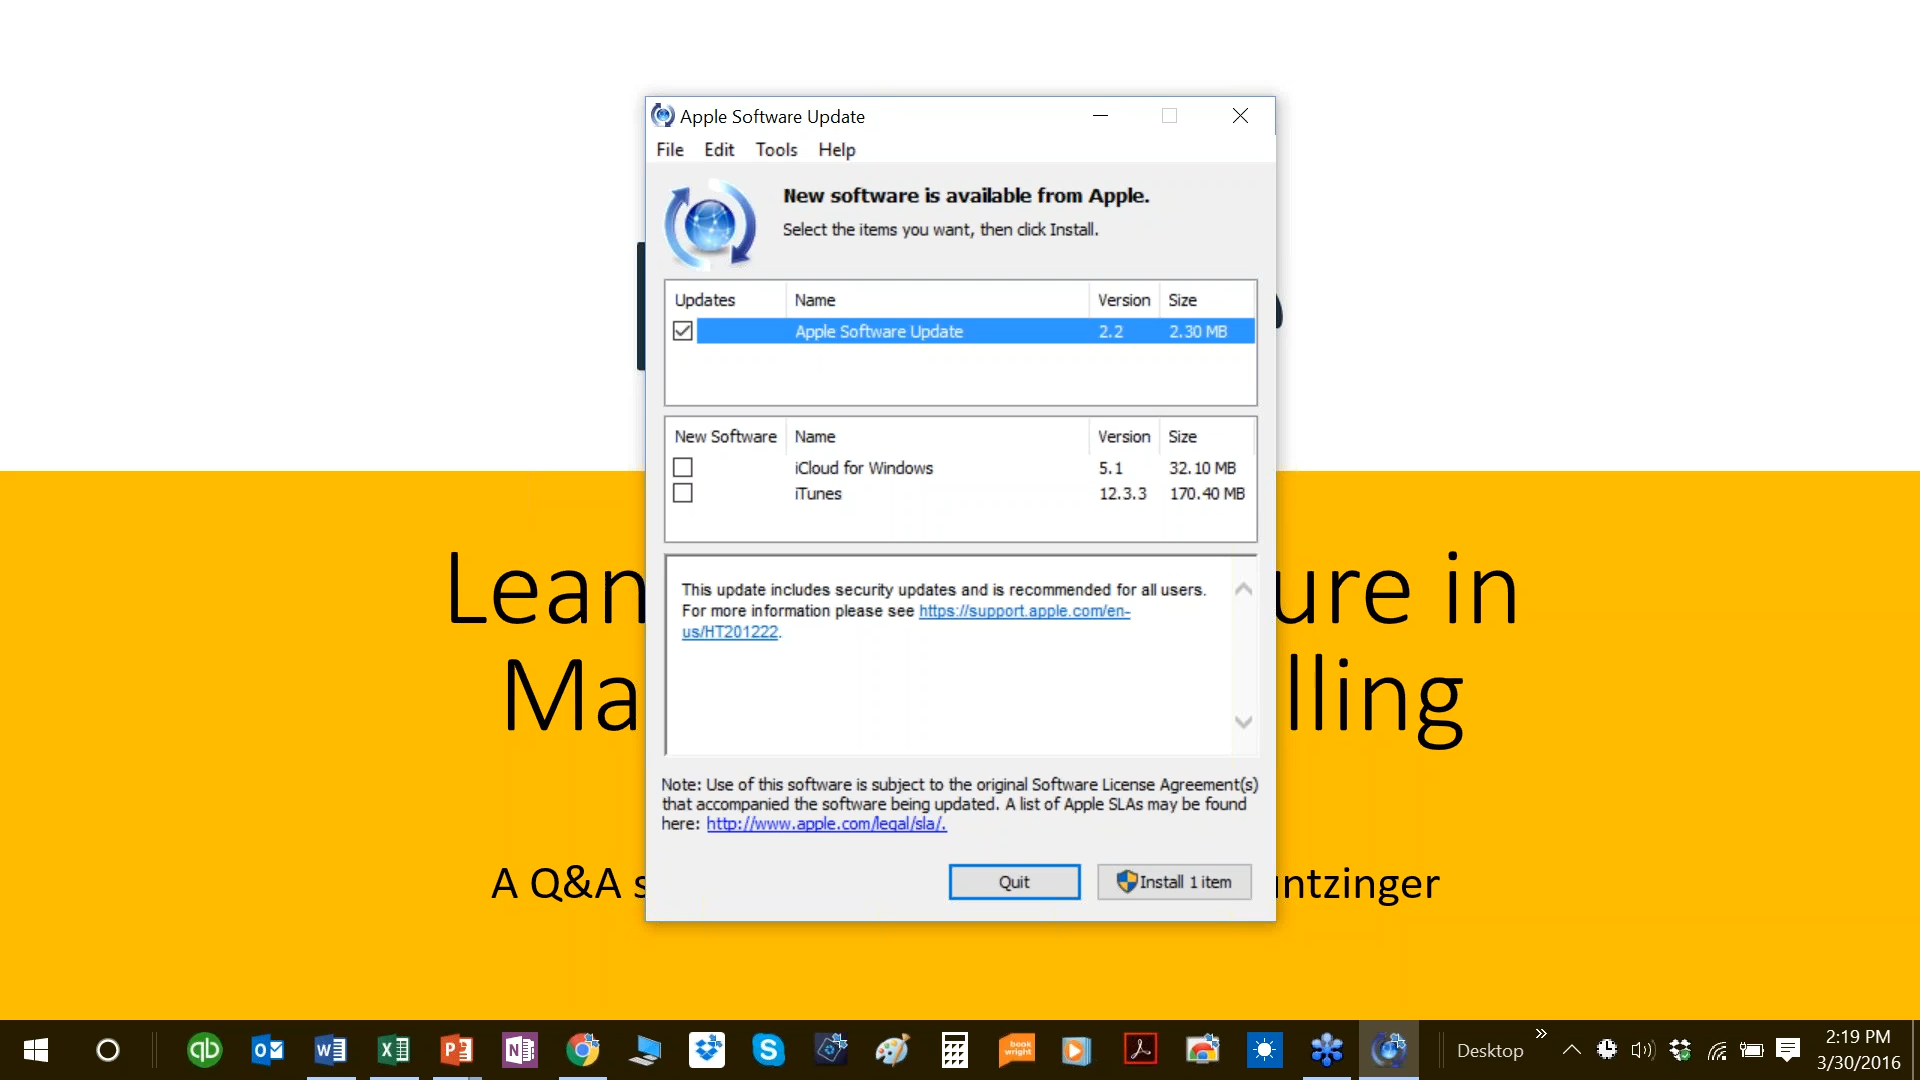 Apple Software Update
File Edit Tools Help
New software is available from Apple.
Select the items you want, then click Install.
Updates Name Version Size
Apple Software Update 2.2 2.30 MB
New Software Name Version Size
iCloud for Windows 5.1 32.10 MB
iTunes 12.3.3 170.40 MB
This update includes security updates and is recommended for all users.
For more information please see https://support.apple.com/en-
us/HT201222.
Note: Use of this software is subject to the original Software License Agreement(s)
that accompanied the software being updated. A list of Apple SLAs may be found
here: http://www.apple.com/legal/sla/.
Quit Install 1 item
Lean ure in
Ma lling
A Q&A s untzinger
book
wright
Desktop
2:19 PM
3/30/2016